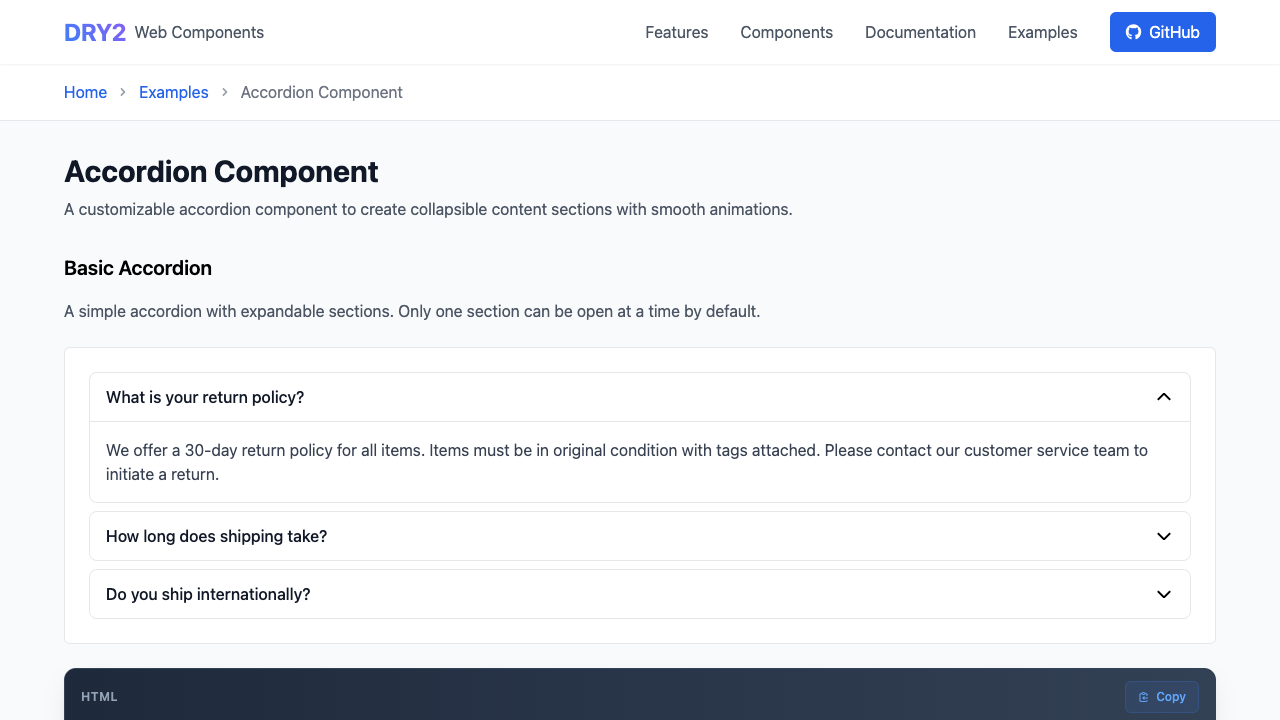 DRY2 Web Components
Features
Components
Documentation
Examples
GitHub
Home > Examples > Accordion Component
Accordion Component
A customizable accordion component to create collapsible content sections with smooth animations.
Basic Accordion
A simple accordion with expandable sections. Only one section can be open at a time by default.
What is your return policy?
We offer a 30-day return policy for all items. Items must be in original condition with tags attached. Please contact our customer service team to
initiate a return.
How long does shipping take?
Do you ship internationally?
HTML
Copy